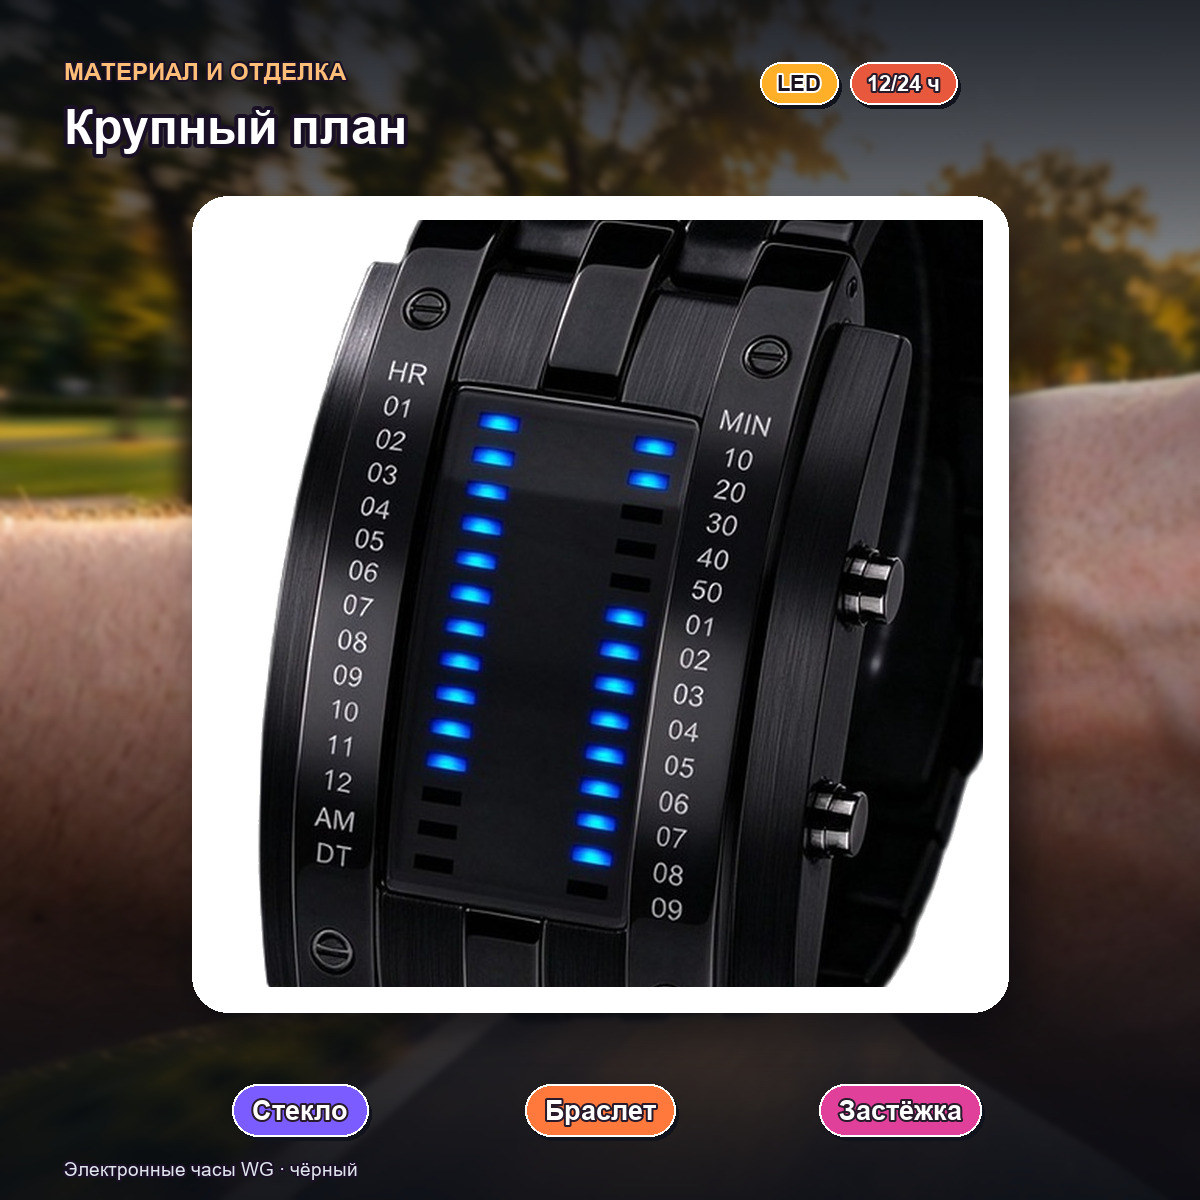 МАТЕРИАЛ И ОТДЕЛКА
Крупный план
LED
12/24 ч
HR
01
02
03
04
05
06
07
08
09
10
11
12
AM
DT
MIN
10
20
30
40
50
01
02
03
04
05
06
07
08
09
Стекло
Браслет
Застёжка
Электронные часы WG · чёрный